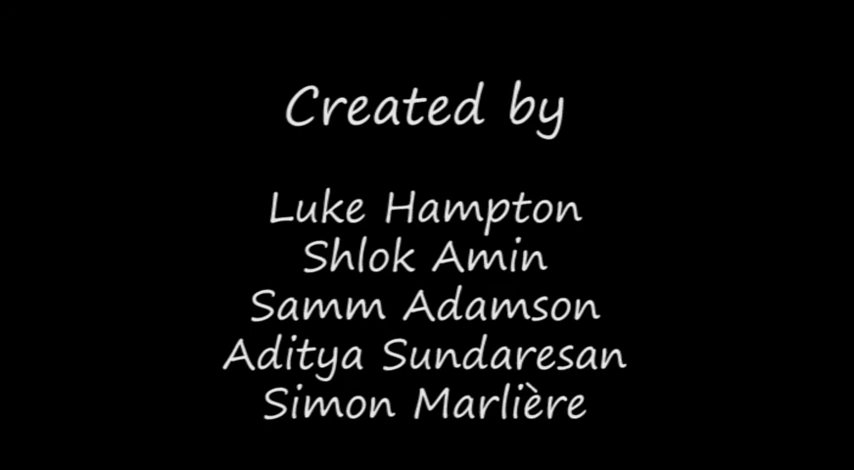 Created by
Luke Hampton
Shlok Amin
Samm Adamson
Aditya Sundaresan
Simon Marlière